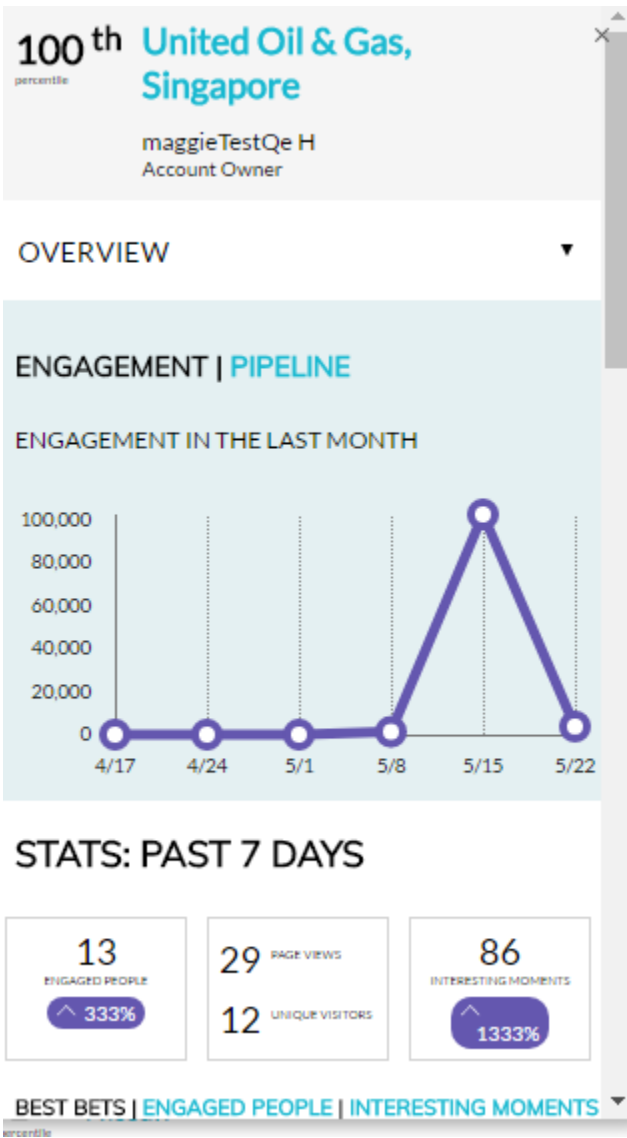 100 th
percentile
United Oil & Gas,
Singapore
×
maggieTestQe H
Account Owner
OVERVIEW
ENGAGEMENT | PIPELINE
ENGAGEMENT IN THE LAST MONTH
100,000
80,000
60,000
40,000
20,000
0
4/17 4/24 5/1 5/8 5/15 5/22
STATS: PAST 7 DAYS
13
ENGAGED PEOPLE
333%
29 PAGE VIEWS
12 UNIQUE VISITORS
86
INTERESTING MOMENTS
1333%
BEST BETS | ENGAGED PEOPLE | INTERESTING MOMENTS
percentile